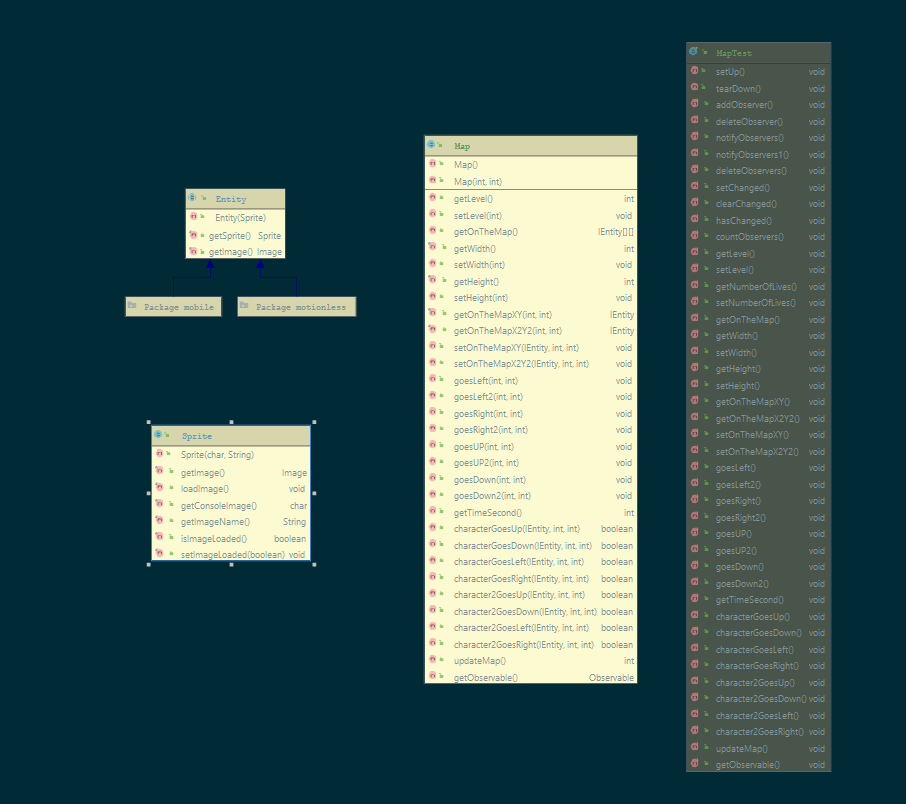 Entity
Entity(Sprite)
getSprite() Sprite
getImage() Image
Package mobile
Package motionless
Sprite
Sprite(char, String)
getImage() Image
loadImage() void
getConsoleImage() char
getImageName() String
isImageLoaded() boolean
setImageLoaded(boolean) void
Map
Map()
Map(int, int)
getLevel() int
setLevel(int) void
getOnTheMap() IEntity[][]
getWidth() int
setWidth(int) void
getHeight() int
setHeight(int) void
getOnTheMapXY(int, int) IEntity
getOnTheMapX2Y2(int, int) IEntity
setOnTheMapXY(IEntity, int, int) void
setOnTheMapX2Y2(IEntity, int, int) void
goesLeft(int, int) void
goesLeft2(int, int) void
goesRight(int, int) void
goesRight2(int, int) void
goesUP(int, int) void
goesUP2(int, int) void
goesDown(int, int) void
goesDown2(int, int) void
getTimeSecond() int
characterGoesUp(IEntity, int, int) boolean
characterGoesDown(IEntity, int, int) boolean
characterGoesLeft(IEntity, int, int) boolean
characterGoesRight(IEntity, int, int) boolean
character2GoesUp(IEntity, int, int) boolean
character2GoesDown(IEntity, int, int) boolean
character2GoesLeft(IEntity, int, int) boolean
character2GoesRight(IEntity, int, int) boolean
updateMap() int
getObservable() Observable
MapTest
setUp() void
tearDown() void
addObserver() void
deleteObserver() void
notifyObservers() void
notifyObservers1() void
deleteObservers() void
setChanged() void
clearChanged() void
hasChanged() void
countObservers() void
getLevel() void
setLevel() void
getNumberOfLives() void
setNumberOfLives() void
getOnTheMap() void
getWidth() void
setWidth() void
getHeight() void
setHeight() void
getOnTheMapXY() void
getOnTheMapX2Y2() void
setOnTheMapXY() void
setOnTheMapX2Y2() void
goesLeft() void
goesLeft2() void
goesRight() void
goesRight2() void
goesUP() void
goesUP2() void
goesDown() void
goesDown2() void
getTimeSecond() void
characterGoesUp() void
characterGoesDown() void
characterGoesLeft() void
characterGoesRight() void
character2GoesUp() void
character2GoesDown() void
character2GoesLeft() void
character2GoesRight() void
updateMap() void
getObservable() void